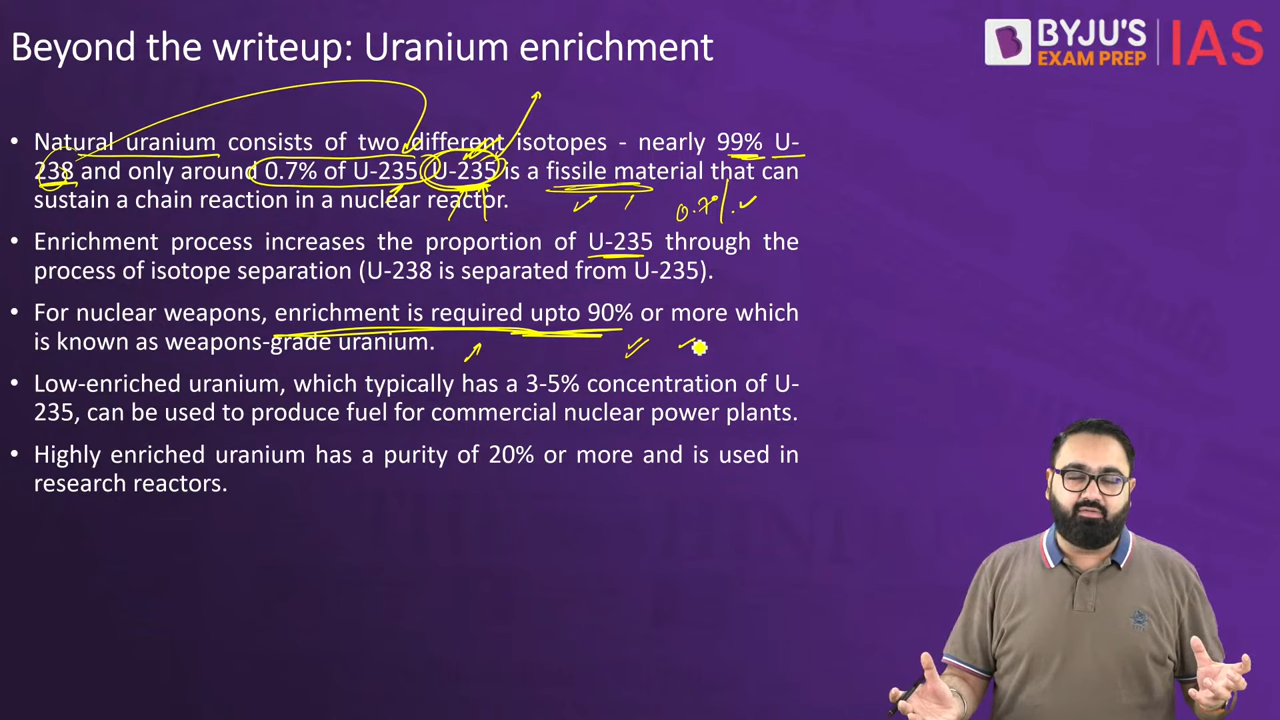 Beyond the writeup: Uranium enrichment
BYJU'S
EXAM PREP
IAS
• Natural uranium consists of two different isotopes - nearly 99% U-
238 and only around 0.7% of U-235. U-235 is a fissile material that can
sustain a chain reaction in a nuclear reactor.
0.7%
• Enrichment process increases the proportion of U-235 through the
process of isotope separation (U-238 is separated from U-235).
• For nuclear weapons, enrichment is required upto 90% or more which
is known as weapons-grade uranium.
• Low-enriched uranium, which typically has a 3-5% concentration of U-
235, can be used to produce fuel for commercial nuclear power plants.
• Highly enriched uranium has a purity of 20% or more and is used in
research reactors.